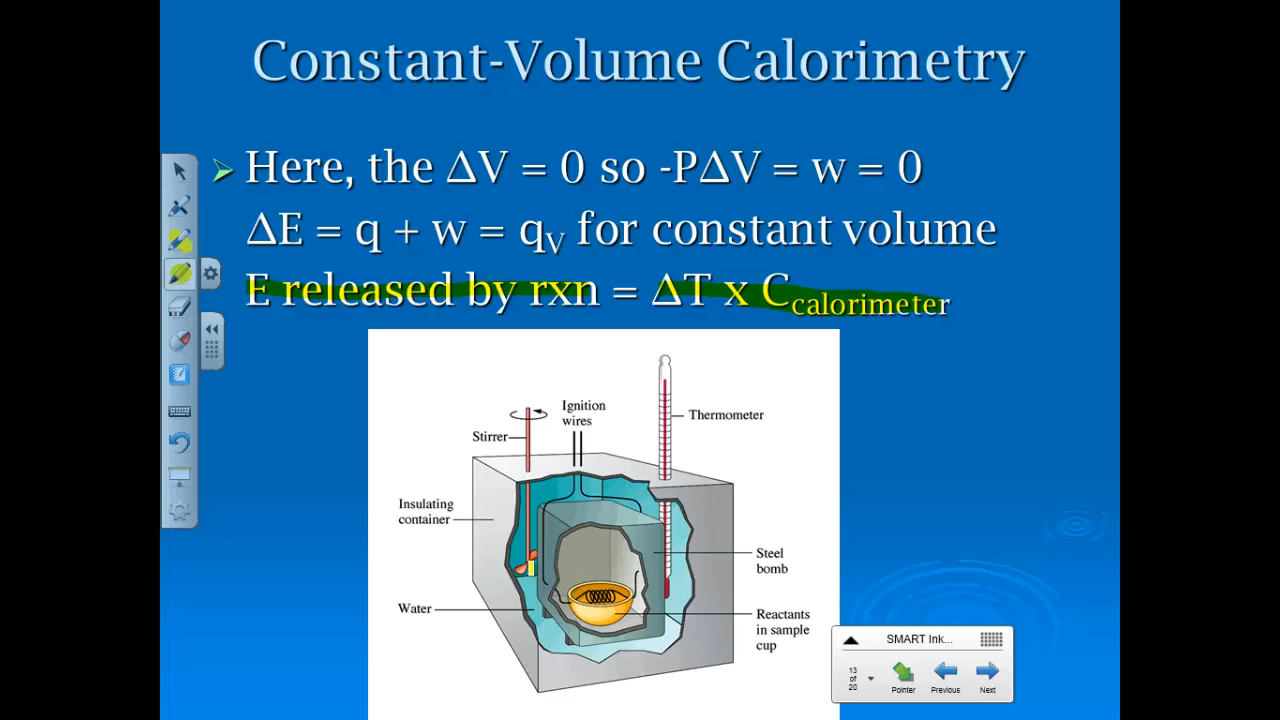 Constant-Volume Calorimetry
Here, the ΔV = 0 so -PΔV = w = 0
ΔE = q + w = qV for constant volume
E released by rxn = ΔT x Ccalorimeter
Ignition
wires
Thermometer
Stirrer
Insulating
container
Steel
bomb
Water
Reactants
in sample
cup
SMART Ink...
13
of
20
Pointer
Previous
Next